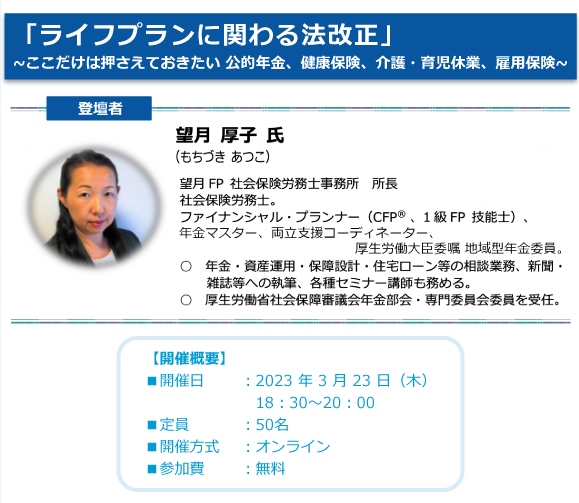 「ライフプランに関わる法改正」
~ここだけは押さえておきたい 公的年金、健康保険、介護・育児休業、雇用保険~
登壇者
望月 厚子 氏
（もちづき あつこ）
望月FP 社会保険労務士事務所　所長
社会保険労務士。
ファイナンシャル・プランナー（CFP®、1級FP技能士）、
年金マスター、両立支援コーディネーター、
厚生労働大臣委嘱 地域型年金委員。
○　年金・資産運用・保障設計・住宅ローン等の相談業務、新聞・
雑誌等への執筆、各種セミナー講師も務める。
○　厚生労働省社会保障審議会年金部会・専門委員会委員を受任。
【開催概要】
■開催日　：2023 年 3 月 23 日（木）
18：30～20：00
■定員　：50名
■開催方式　：オンライン
■参加費　：無料